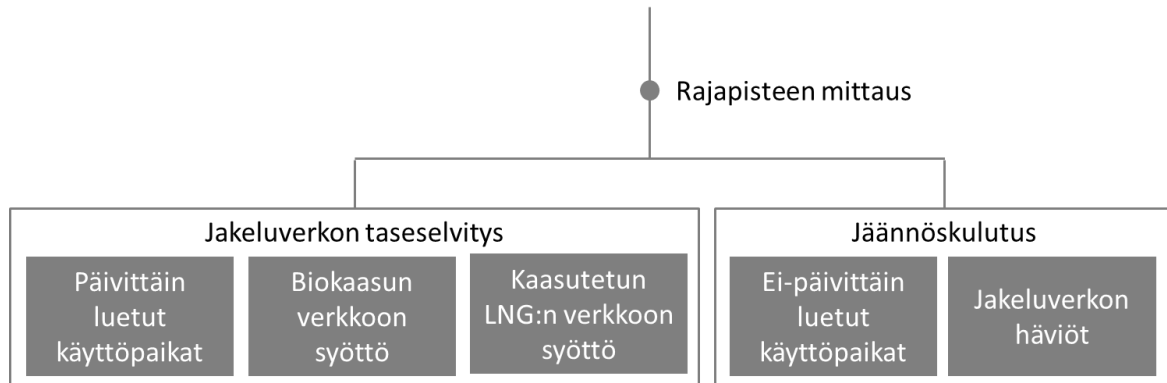 Rajapisteen mittaus
Jakeluverkon taseselvitys
Päivittäin
luetut
käyttöpaikat
Biokaasun
verkkoon
syöttö
Kaasutetun
LNG:n verkkoon
syöttö
Jäännöskulutus
Ei-päivittäin
luetut
käyttöpaikat
Jakeluverkon
häviöt